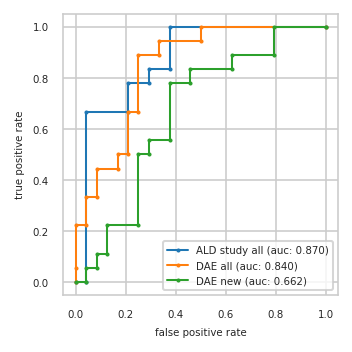 1.0
0.8
0.6
0.4
0.2
0.0
true positive rate
ALD study all (auc: 0.870)
DAE all (auc: 0.840)
DAE new (auc: 0.662)
0.0 0.2 0.4 0.6 0.8 1.0
false positive rate